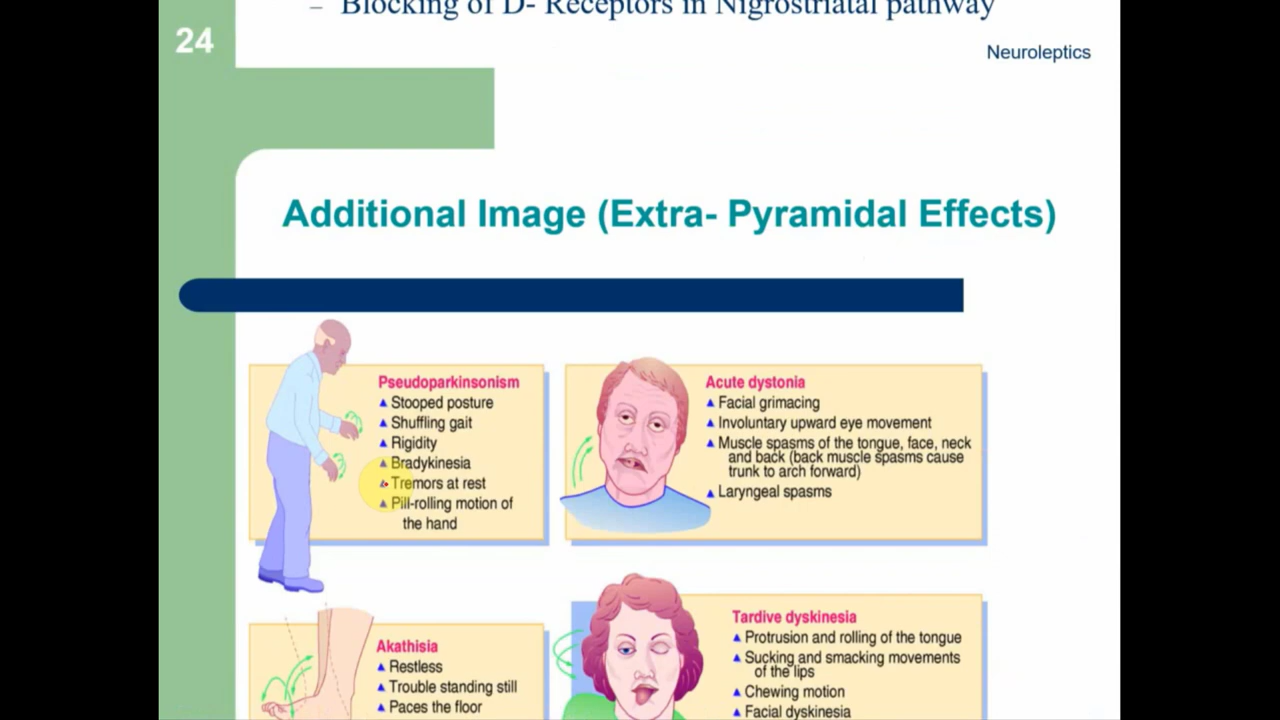 – Blocking of D- Receptors in Nigrostriatal pathway
24
Neuroleptics
Additional Image (Extra- Pyramidal Effects)
Pseudoparkinsonism
Stooped posture
Shuffling gait
Rigidity
Bradykinesia
Tremors at rest
Pill-rolling motion of
the hand
Acute dystonia
Facial grimacing
Involuntary upward eye movement
Muscle spasms of the tongue, face, neck
and back (back muscle spasms cause
trunk to arch forward)
Laryngeal spasms
Akathisia
Restless
Trouble standing still
Paces the floor
Tardive dyskinesia
Protrusion and rolling of the tongue
Sucking and smacking movements
of the lips
Chewing motion
Facial dyskinesia